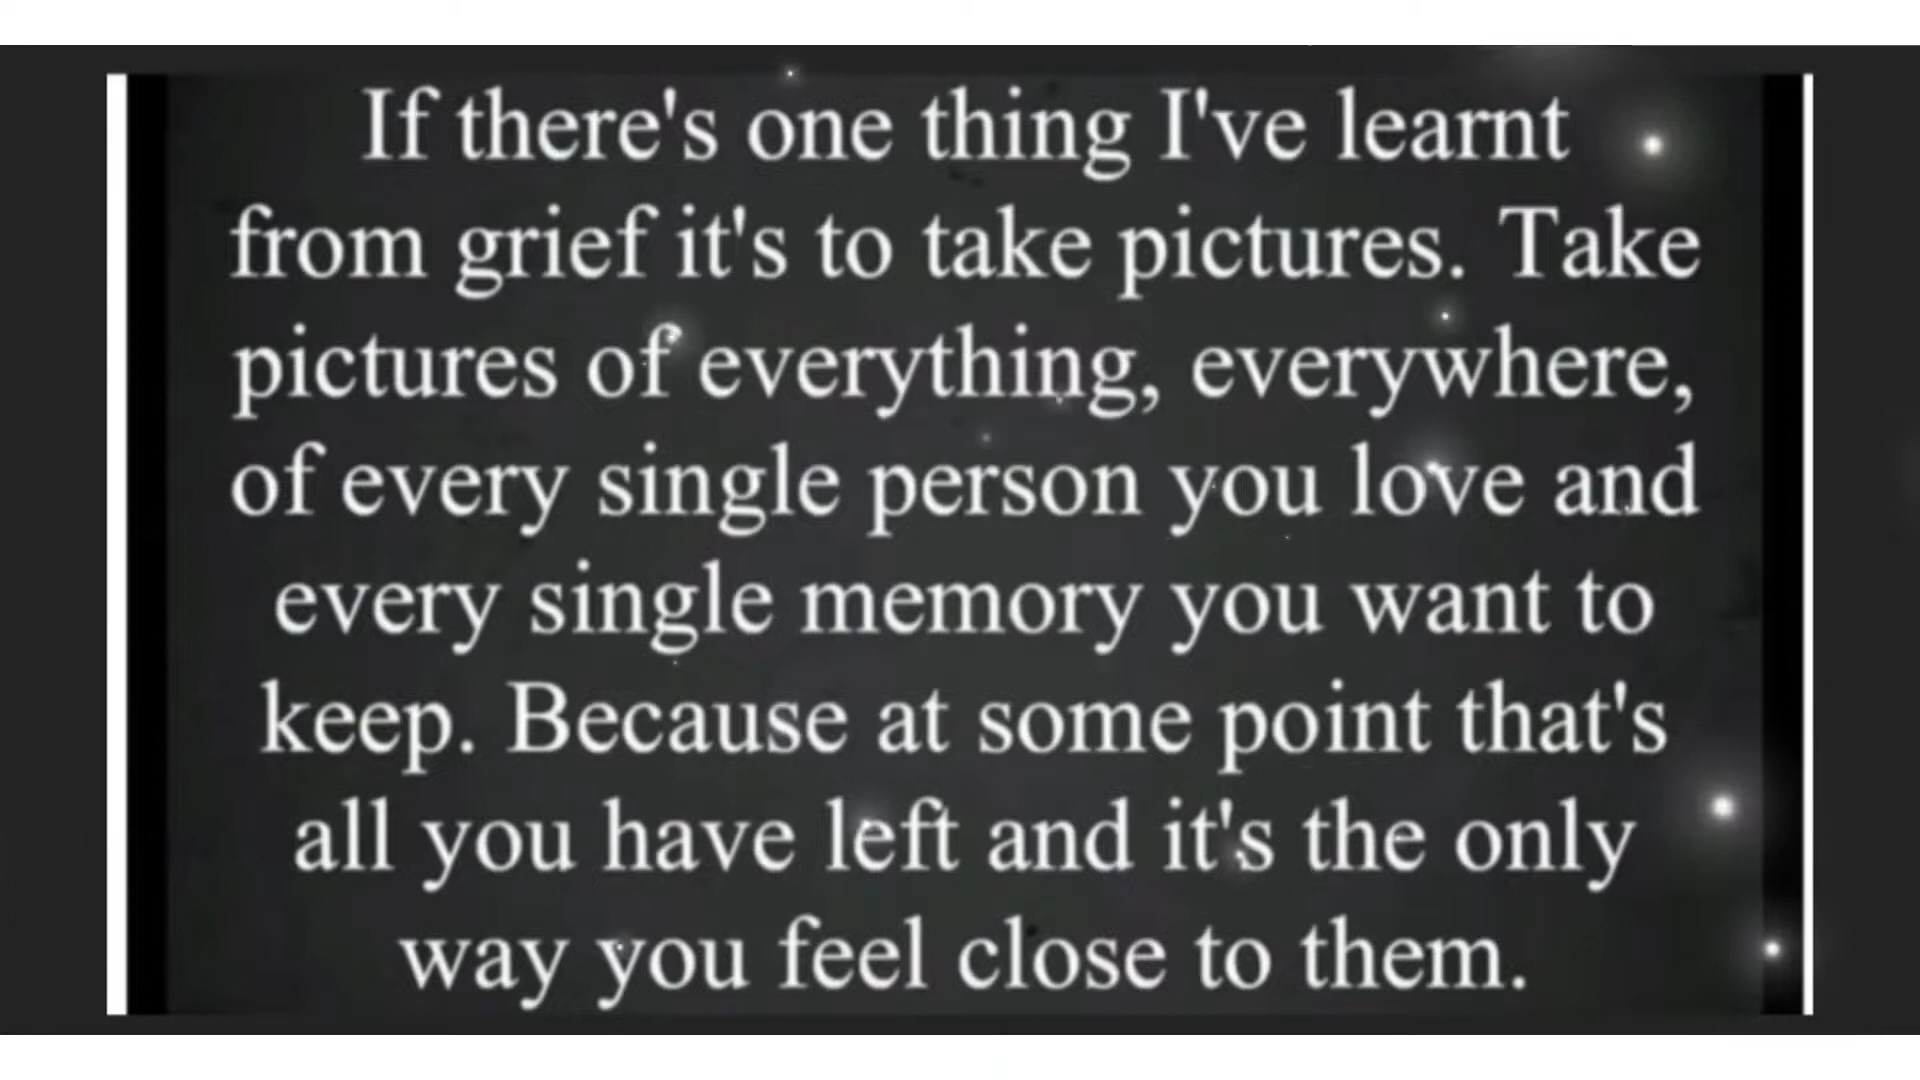 If there's one thing I've learnt
from grief it's to take pictures. Take
pictures of everything, everywhere,
of every single person you love and
every single memory you want to
keep. Because at some point that's
all you have left and it's the only
way you feel close to them.